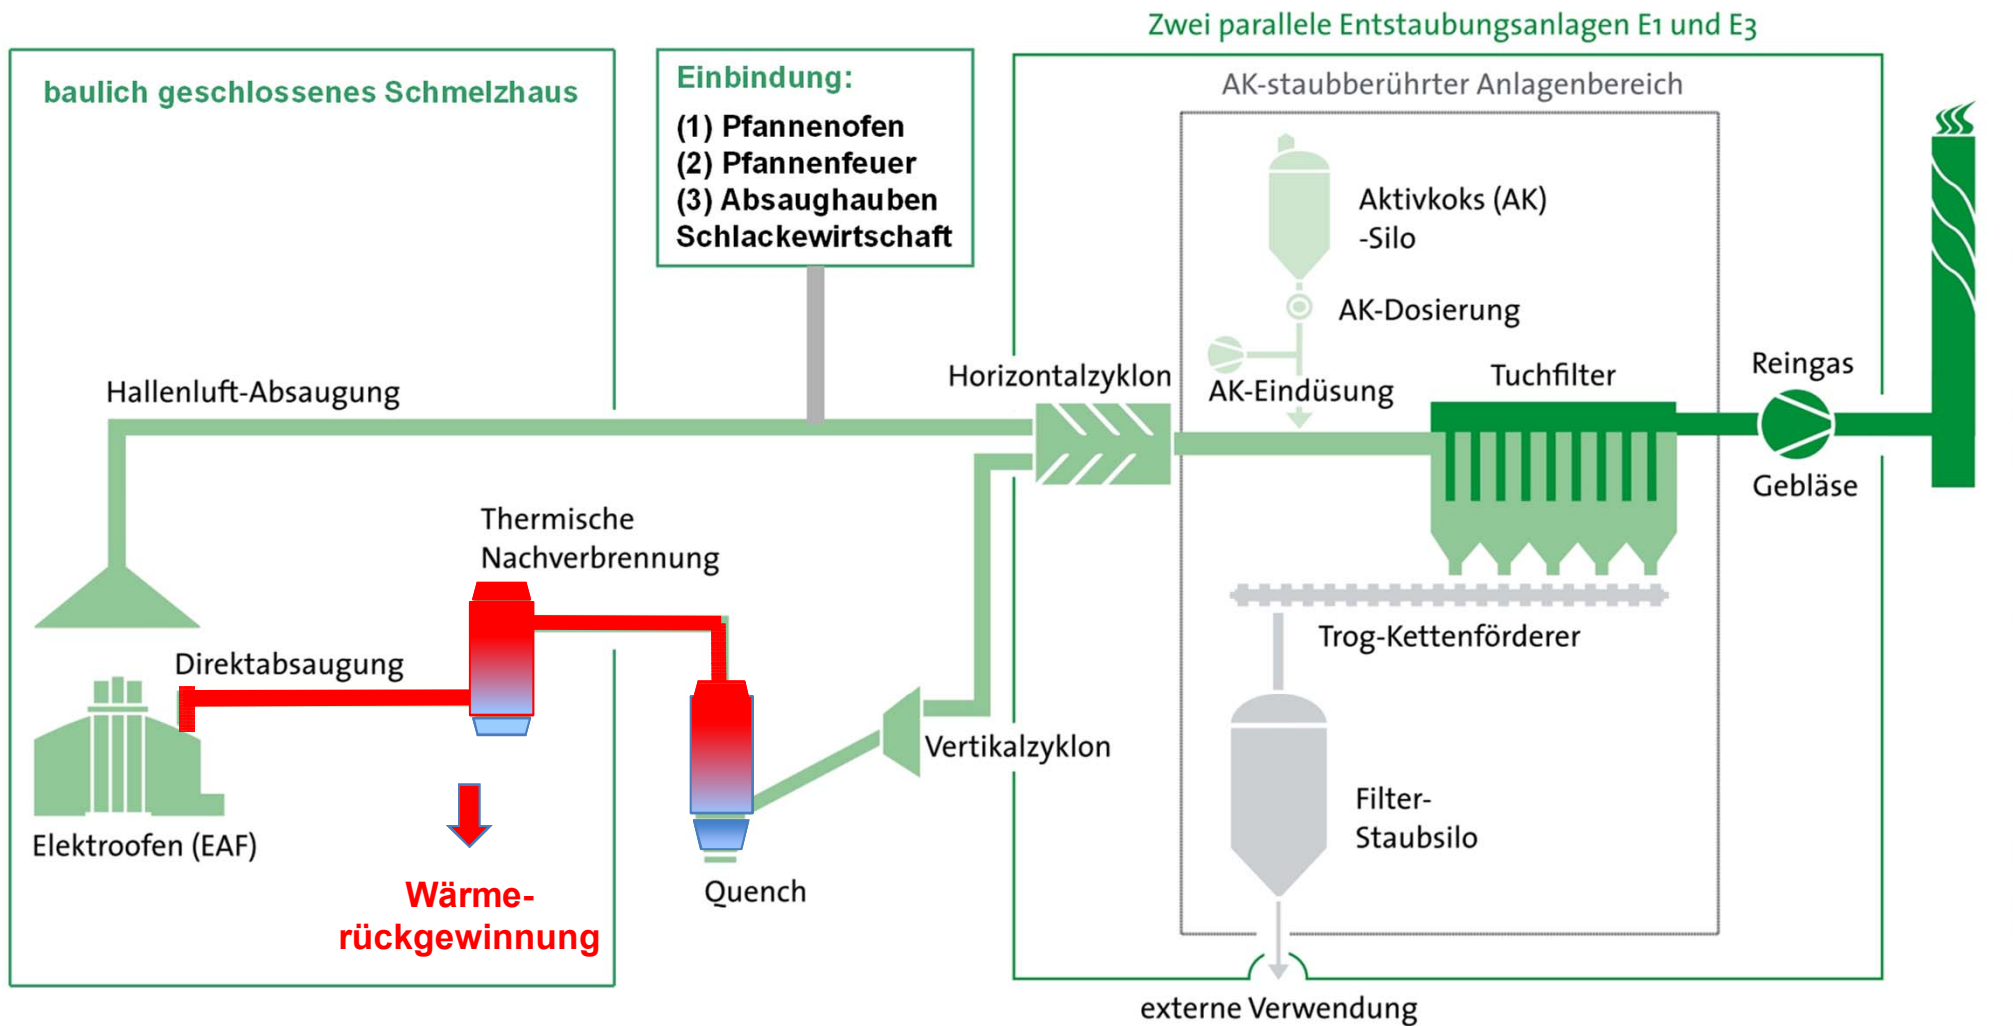 Zwei parallele Entstaubungsanlagen E1 und E3
baulich geschlossenes Schmelzhaus
Einbindung:
(1) Pfannenofen
(2) Pfannenfeuer
(3) Absaughauben
Schlackewirtschaft
AK-staubberührter Anlagenbereich
Aktivkoks (AK)
-Silo
AK-Dosierung
AK-Eindüsung
Horizontalzyklon
Tuchfilter
Reingas
Gebläse
Hallenluft-Absaugung
Thermische
Nachverbrennung
Direktabsaugung
Elektroofen (EAF)
Wärme-
rückgewinnung
Quench
Vertikalzyklon
Trog-Kettenförderer
Filter-
Staubsilo
externe Verwendung